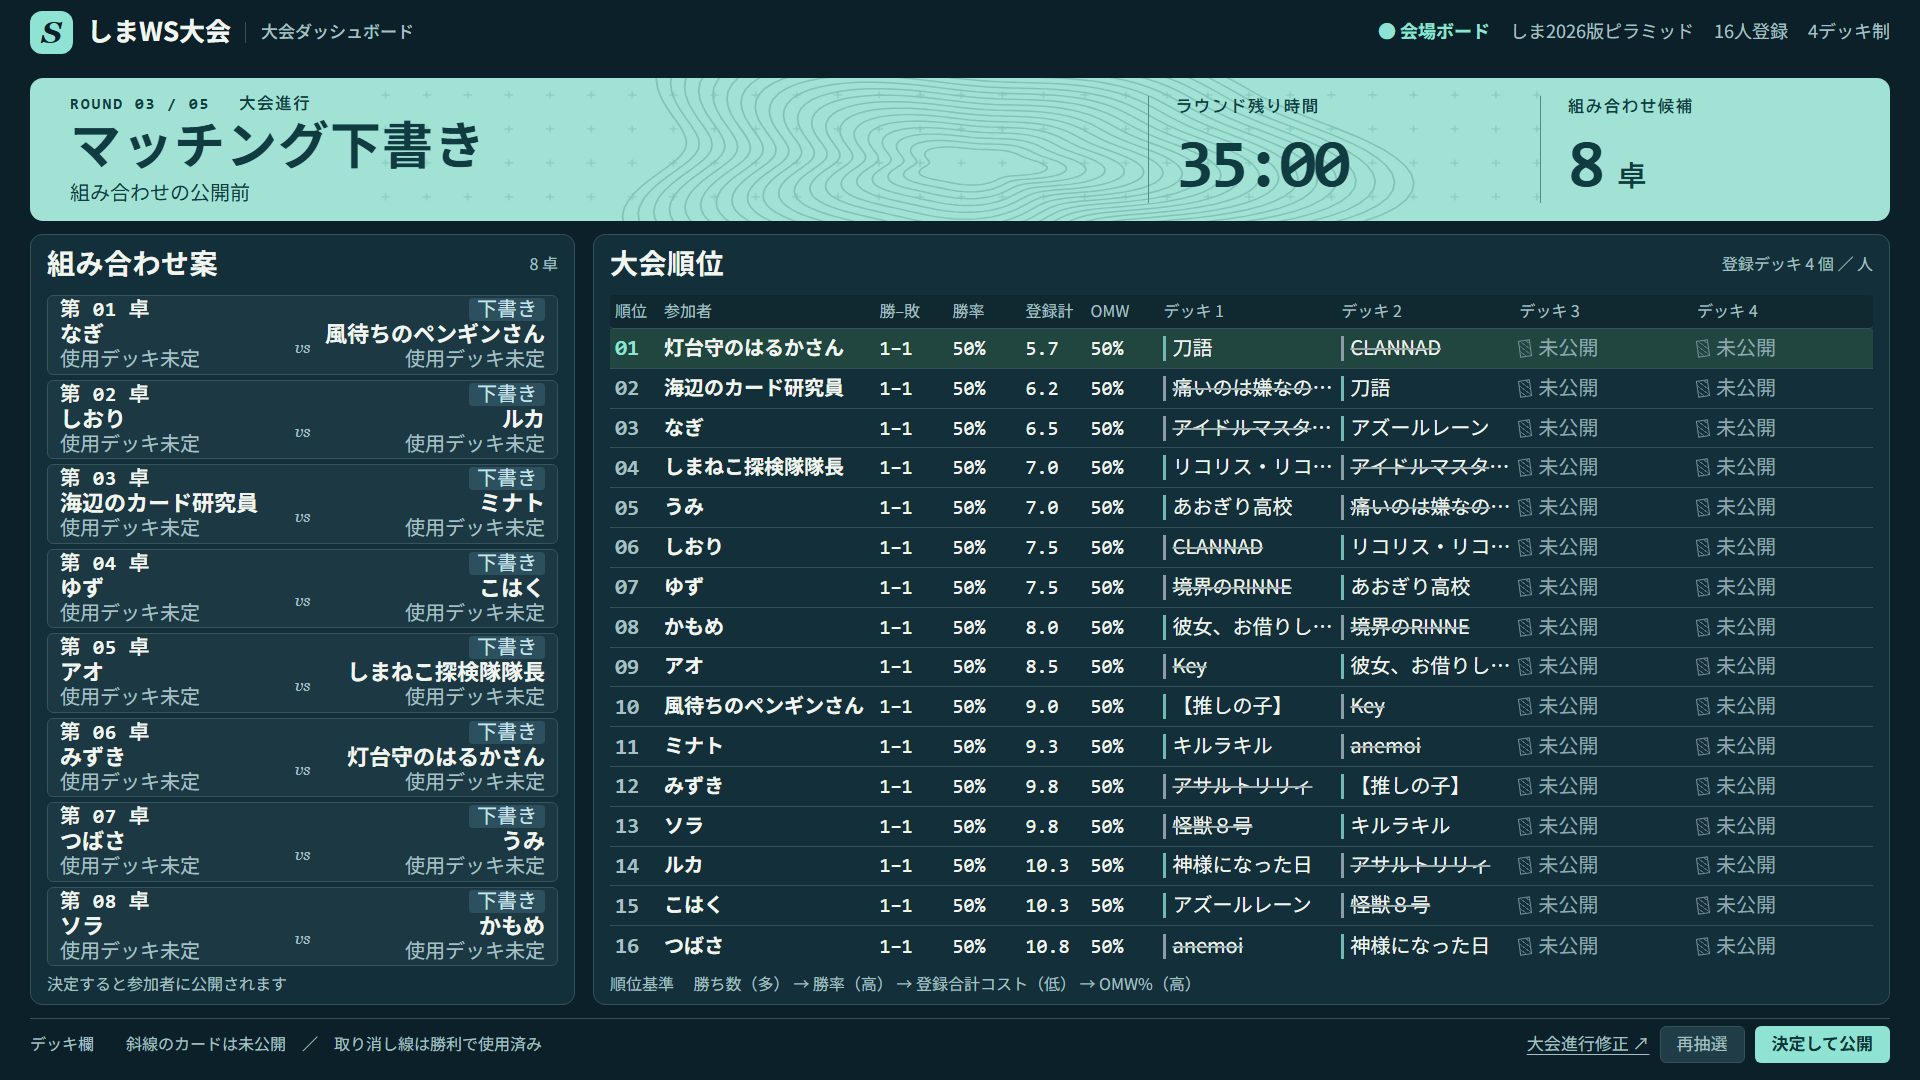 S しまWS大会 大会ダッシュボード
会場ボード しま2026版ピラミッド 16人登録 4デッキ制
ROUND 03 / 05 大会進行
マッチング下書き
組み合わせの公開前
ラウンド残り時間
35:00
組み合わせ候補
8 卓
組み合わせ案 8 卓
第 01 卓 下書き
なぎ vs 風待ちのペンギンさん
使用デッキ未定 使用デッキ未定
第 02 卓 下書き
しおり vs ルカ
使用デッキ未定 使用デッキ未定
第 03 卓 下書き
海辺のカード研究員 vs ミナト
使用デッキ未定 使用デッキ未定
第 04 卓 下書き
ゆず vs こはく
使用デッキ未定 使用デッキ未定
第 05 卓 下書き
アオ vs しまねこ探検隊隊長
使用デッキ未定 使用デッキ未定
第 06 卓 下書き
みずき vs 灯台守のはるかさん
使用デッキ未定 使用デッキ未定
第 07 卓 下書き
つばさ vs うみ
使用デッキ未定 使用デッキ未定
第 08 卓 下書き
ソラ vs かもめ
使用デッキ未定 使用デッキ未定
決定すると参加者に公開されます
大会順位 登録デッキ 4 個 ／ 人
順位 参加者 勝–敗 勝率 登録計 OMW デッキ 1 デッキ 2 デッキ 3 デッキ 4
01 灯台守のはるかさん 1–1 50% 5.7 50% 刀語 CLANNAD 未公開 未公開
02 海辺のカード研究員 1–1 50% 6.2 50% 痛いのは嫌なの… 刀語 未公開 未公開
03 なぎ 1–1 50% 6.5 50% アイドルマスタ… アズールレーン 未公開 未公開
04 しまねこ探検隊隊長 1–1 50% 7.0 50% リコリス・リコ… アイドルマスタ… 未公開 未公開
05 うみ 1–1 50% 7.0 50% あおぎり高校 痛いのは嫌なの… 未公開 未公開
06 しおり 1–1 50% 7.5 50% CLANNAD リコリス・リコ… 未公開 未公開
07 ゆず 1–1 50% 7.5 50% 境界のRINNE あおぎり高校 未公開 未公開
08 かもめ 1–1 50% 8.0 50% 彼女、お借りし… 境界のRINNE 未公開 未公開
09 アオ 1–1 50% 8.5 50% Key 彼女、お借りし… 未公開 未公開
10 風待ちのペンギンさん 1–1 50% 9.0 50% 【推しの子】 Key 未公開 未公開
11 ミナト 1–1 50% 9.3 50% キルラキル anemoi 未公開 未公開
12 みずき 1–1 50% 9.8 50% アサルトリリィ 【推しの子】 未公開 未公開
13 ソラ 1–1 50% 9.8 50% 怪獣８号 キルラキル 未公開 未公開
14 ルカ 1–1 50% 10.3 50% 神様になった日 アサルトリリィ 未公開 未公開
15 こはく 1–1 50% 10.3 50% アズールレーン 怪獣８号 未公開 未公開
16 つばさ 1–1 50% 10.8 50% anemoi 神様になった日 未公開 未公開
順位基準 勝ち数（多）→ 勝率（高）→ 登録合計コスト（低）→ OMW%（高）
デッキ欄 斜線のカードは未公開 ／ 取り消し線は勝利で使用済み
大会進行修正 ↗ 再抽選 決定して公開